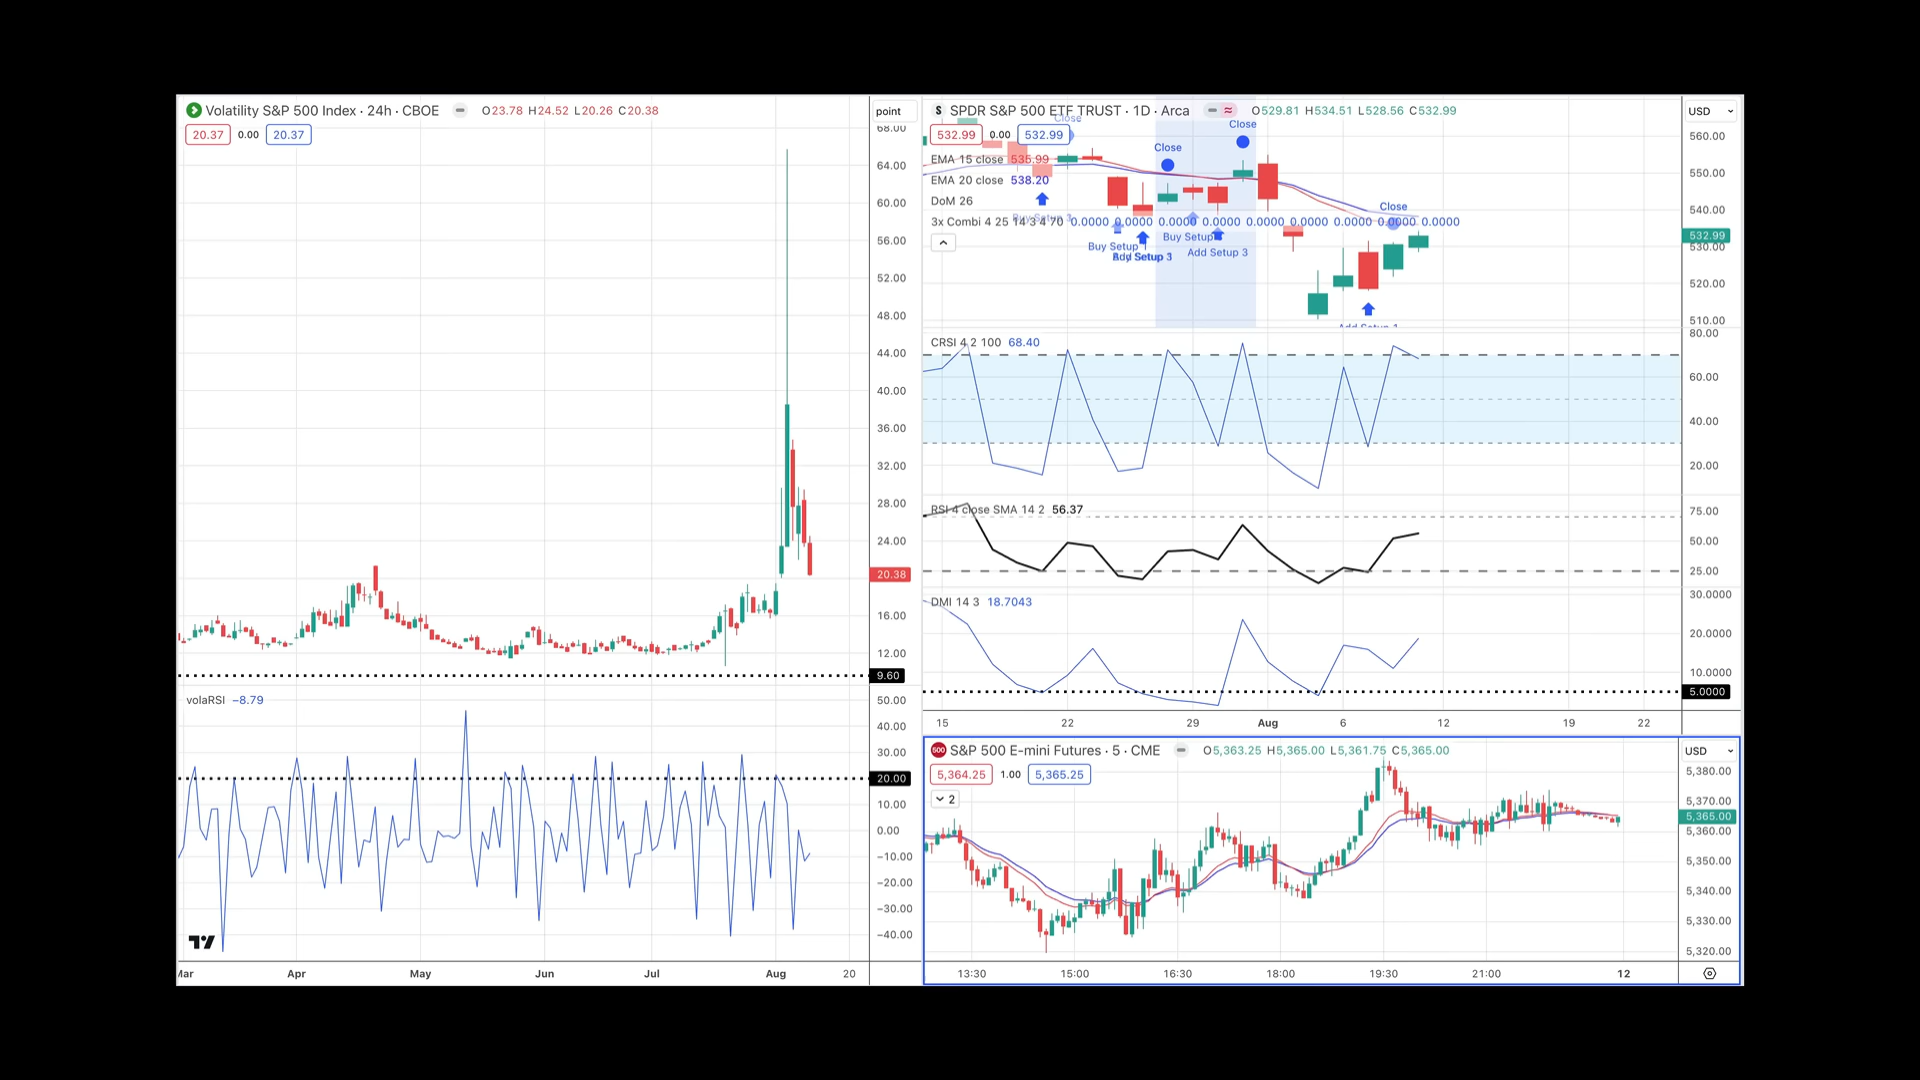 Volatility S&P 500 Index · 24h · CBOE O23.78 H24.52 L20.26 C20.38
20.37 0.00 20.37
point
68.00
64.00
60.00
56.00
52.00
48.00
44.00
40.00
36.00
32.00
28.00
24.00
20.38
16.00
12.00
9.60
volaRSI −8.79
50.00
40.00
30.00
20.00
10.00
0.00
−10.00
−20.00
−30.00
−40.00
Mar Apr May Jun Jul Aug 20
S SPDR S&P 500 ETF TRUST · 1D · Arca O529.81 H534.51 L528.56 C532.99
USD
Close
Close
532.99 0.00 532.99
Close
EMA 15 close 535.99
EMA 20 close 538.20
DoM 26
Close
3x Combi 4 25 14 3 4 70 0.0000 0.0000 0.0000 0.0000 0.0000 0.0000 0.0000 0.0000 0.0000
Buy Setup 3
Buy Setup
Add Setup 3
Buy Setup
Add Setup 3
Add Setup 1
560.00
550.00
540.00
532.99
530.00
520.00
510.00
CRSI 4 2 100 68.40
80.00
60.00
40.00
20.00
RSI 4 close SMA 14 2 56.37
75.00
50.00
25.00
DMI 14 3 18.7043
30.0000
20.0000
10.0000
5.0000
15 22 29 Aug 6 12 19 22
500 S&P 500 E-mini Futures · 5 · CME O5,363.25 H5,365.00 L5,361.75 C5,365.00
USD
5,364.25 1.00 5,365.25
2
5,380.00
5,370.00
5,365.00
5,360.00
5,350.00
5,340.00
5,330.00
5,320.00
13:30 15:00 16:30 18:00 19:30 21:00 12